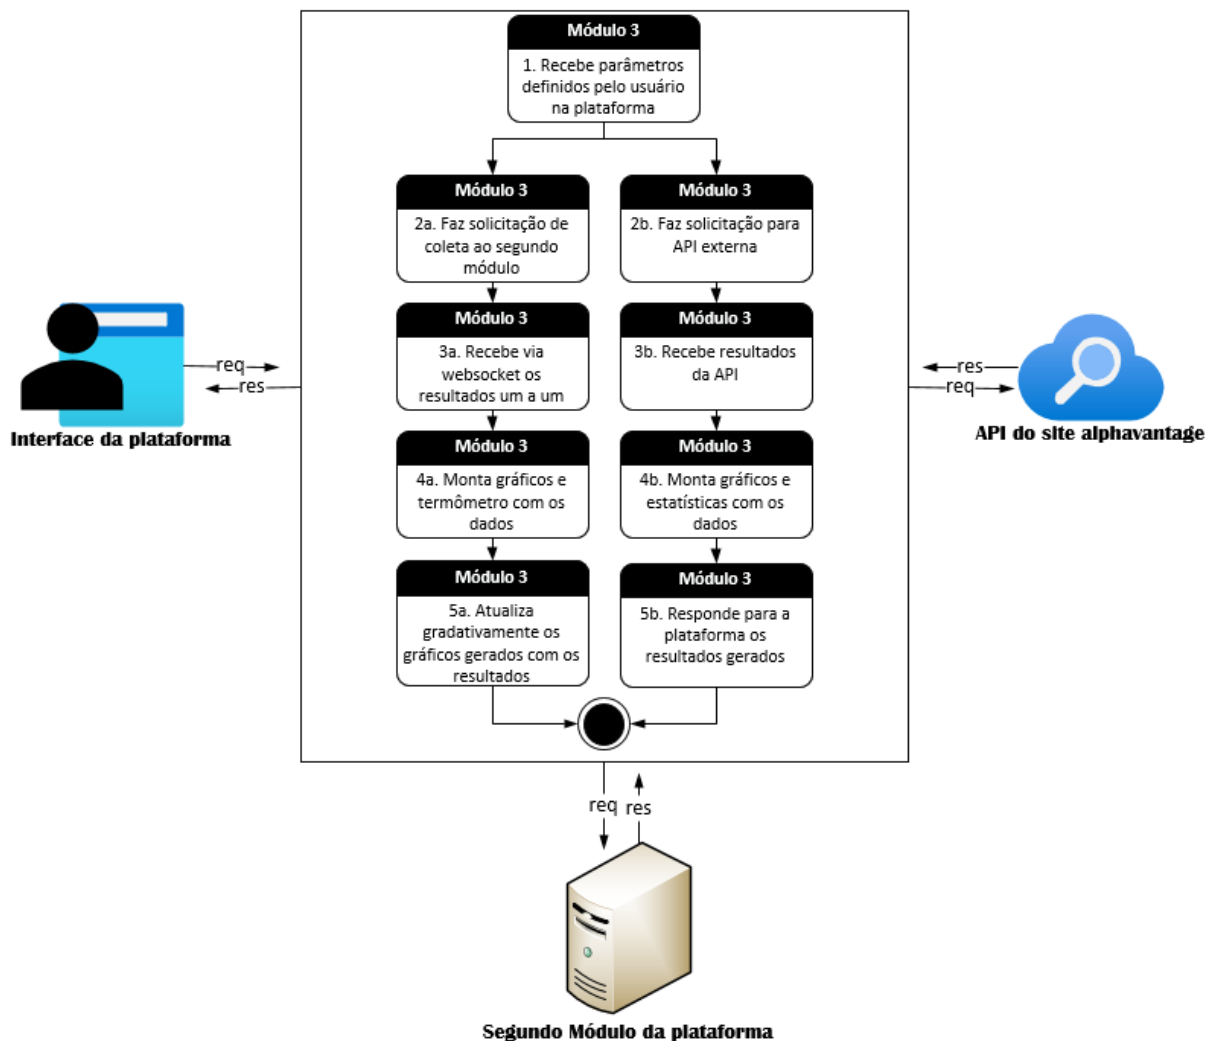 Módulo 3
1. Recebe parâmetros
definidos pelo usuário
na plataforma
Módulo 3
2a. Faz solicitação de
coleta ao segundo
módulo
Módulo 3
2b. Faz solicitação para
API externa
Módulo 3
3a. Recebe via
websocket os
resultados um a um
Módulo 3
3b. Recebe resultados
da API
Módulo 3
4a. Monta gráficos e
termômetro com os
dados
Módulo 3
4b. Monta gráficos e
estatísticas com os
dados
Módulo 3
5a. Atualiza
gradativamente os
gráficos gerados com os
resultados
Módulo 3
5b. Responde para a
plataforma os
resultados gerados
req
res
Interface da plataforma
res
req
API do site alphavantage
req
res
Segundo Módulo da plataforma